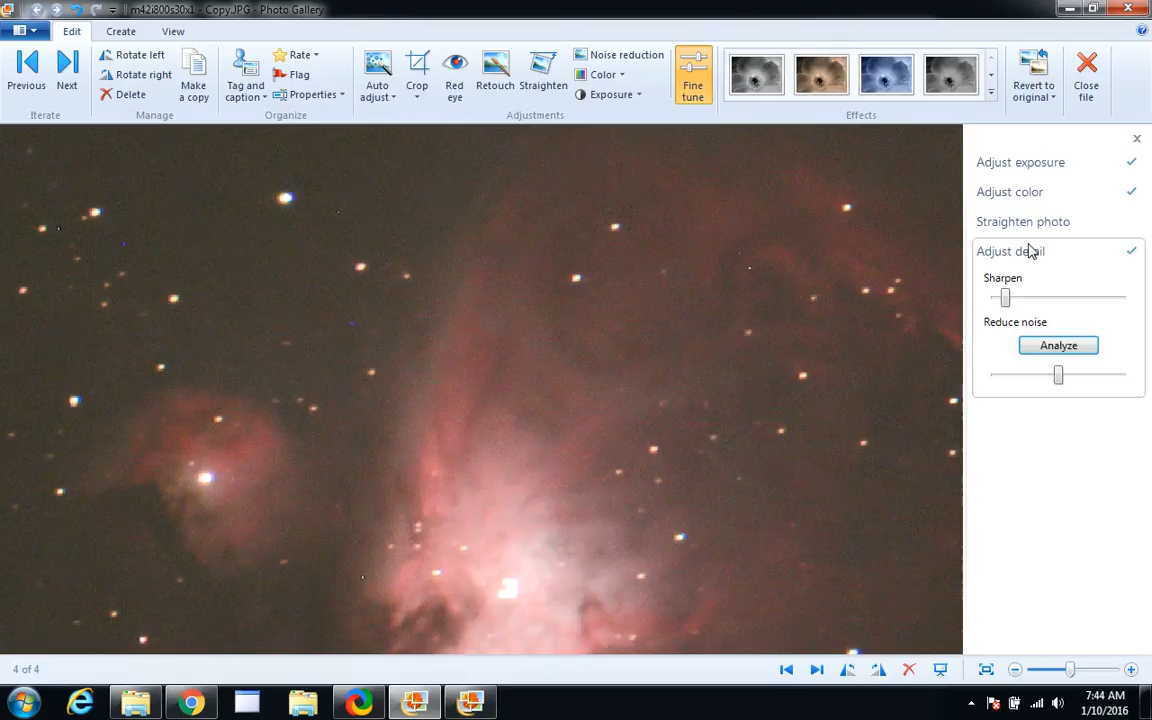 m42i800s30x1 - Copy.JPG - Photo Gallery
Edit Create View
Previous
Next
Rotate left
Rotate right
Delete
Make a copy
Tag and caption
Rate
Flag
Properties
Auto adjust
Crop
Red eye
Retouch
Straighten
Noise reduction
Color
Exposure
Fine tune
Revert to original
Close file
Iterate Manage Organize Adjustments Effects
Adjust exposure
Adjust color
Straighten photo
Adjust detail
Sharpen
Reduce noise
Analyze
4 of 4
7:44 AM
1/10/2016